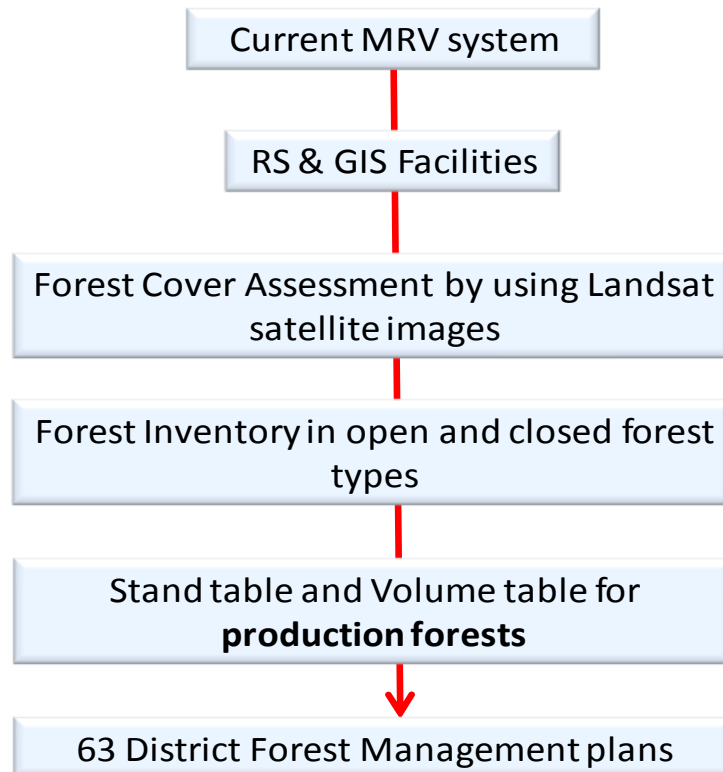 Current MRV system
RS & GIS Facilities
Forest Cover Assessment by using Landsat
satellite images
Forest Inventory in open and closed forest
types
Stand table and Volume table for
production forests
63 District Forest Management plans